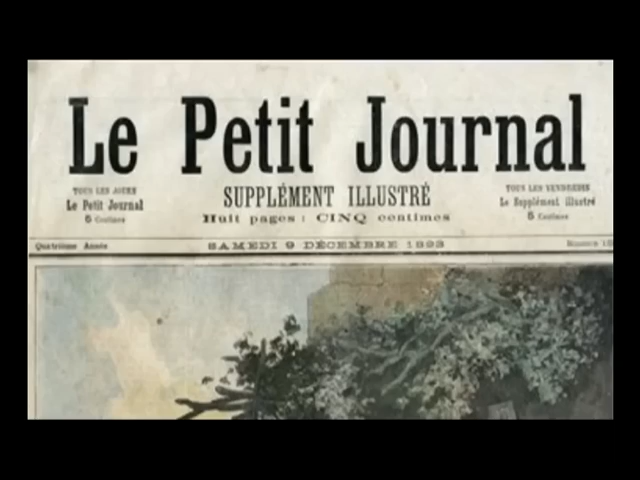 Le Petit Journal
TOUS LES JOURS
Le Petit Journal
5 Centimes
SUPPLÉMENT ILLUSTRÉ
Huit pages : CINQ centimes
TOUS LES VENDREDIS
Le Supplément illustré
5 Centimes
Quatrième Année
SAMEDI 9 DÉCEMBRE 1893